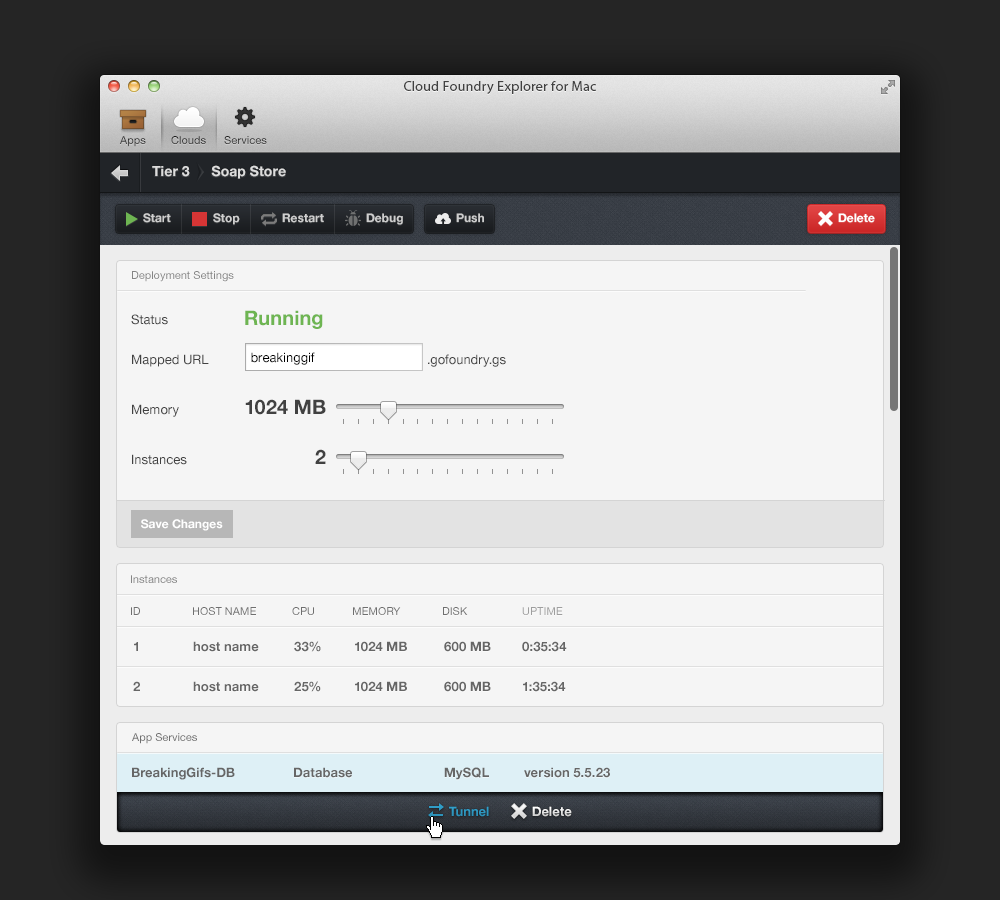 Cloud Foundry Explorer for Mac
Apps Clouds Services
Tier 3 Soap Store
Start Stop Restart Debug Push Delete
Deployment Settings
Status Running
Mapped URL breakinggif .gofoundry.gs
Memory 1024 MB
Instances 2
Save Changes
Instances
ID HOST NAME CPU MEMORY DISK UPTIME
1 host name 33% 1024 MB 600 MB 0:35:34
2 host name 25% 1024 MB 600 MB 1:35:34
App Services
BreakingGifs-DB Database MySQL version 5.5.23
Tunnel Delete